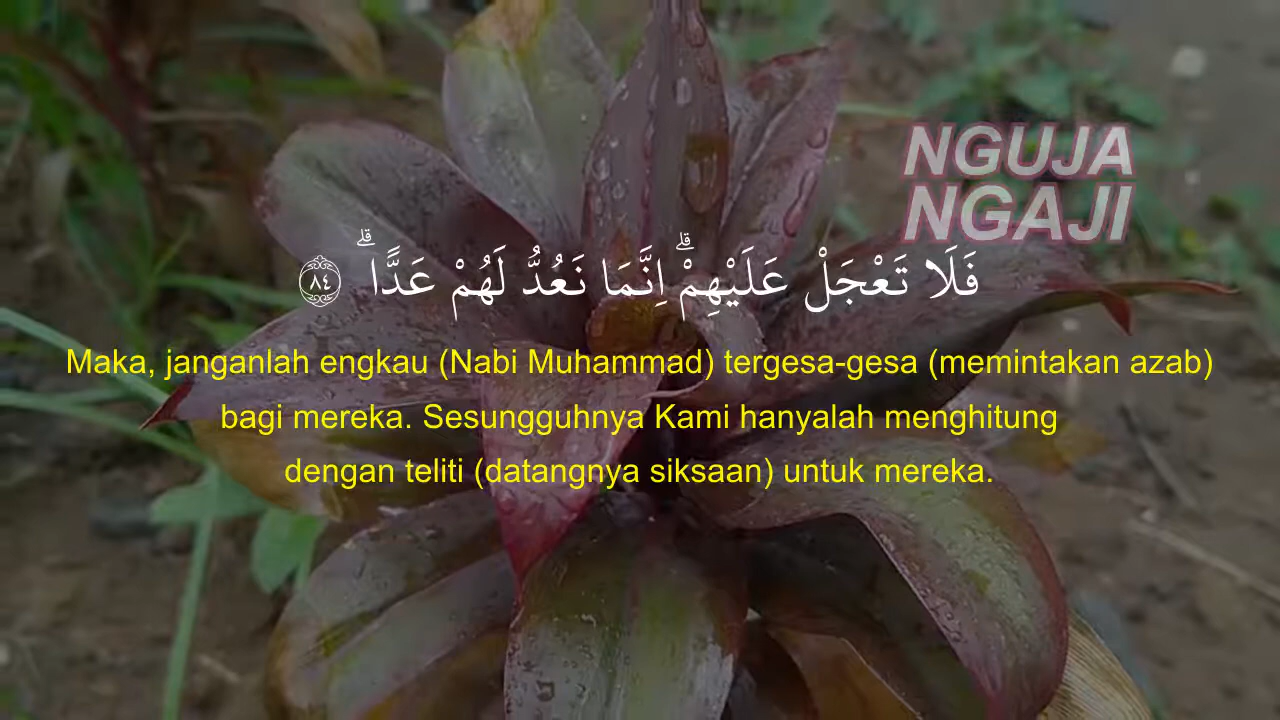 NGUJA
NGAJI
فَلَا تَعْجَلْ عَلَيْهِمْۗ اِنَّمَا نَعُدُّ لَهُمْ عَدًّاۗ ٨٤
Maka, janganlah engkau (Nabi Muhammad) tergesa-gesa (memintakan azab)
bagi mereka. Sesungguhnya Kami hanyalah menghitung
dengan teliti (datangnya siksaan) untuk mereka.